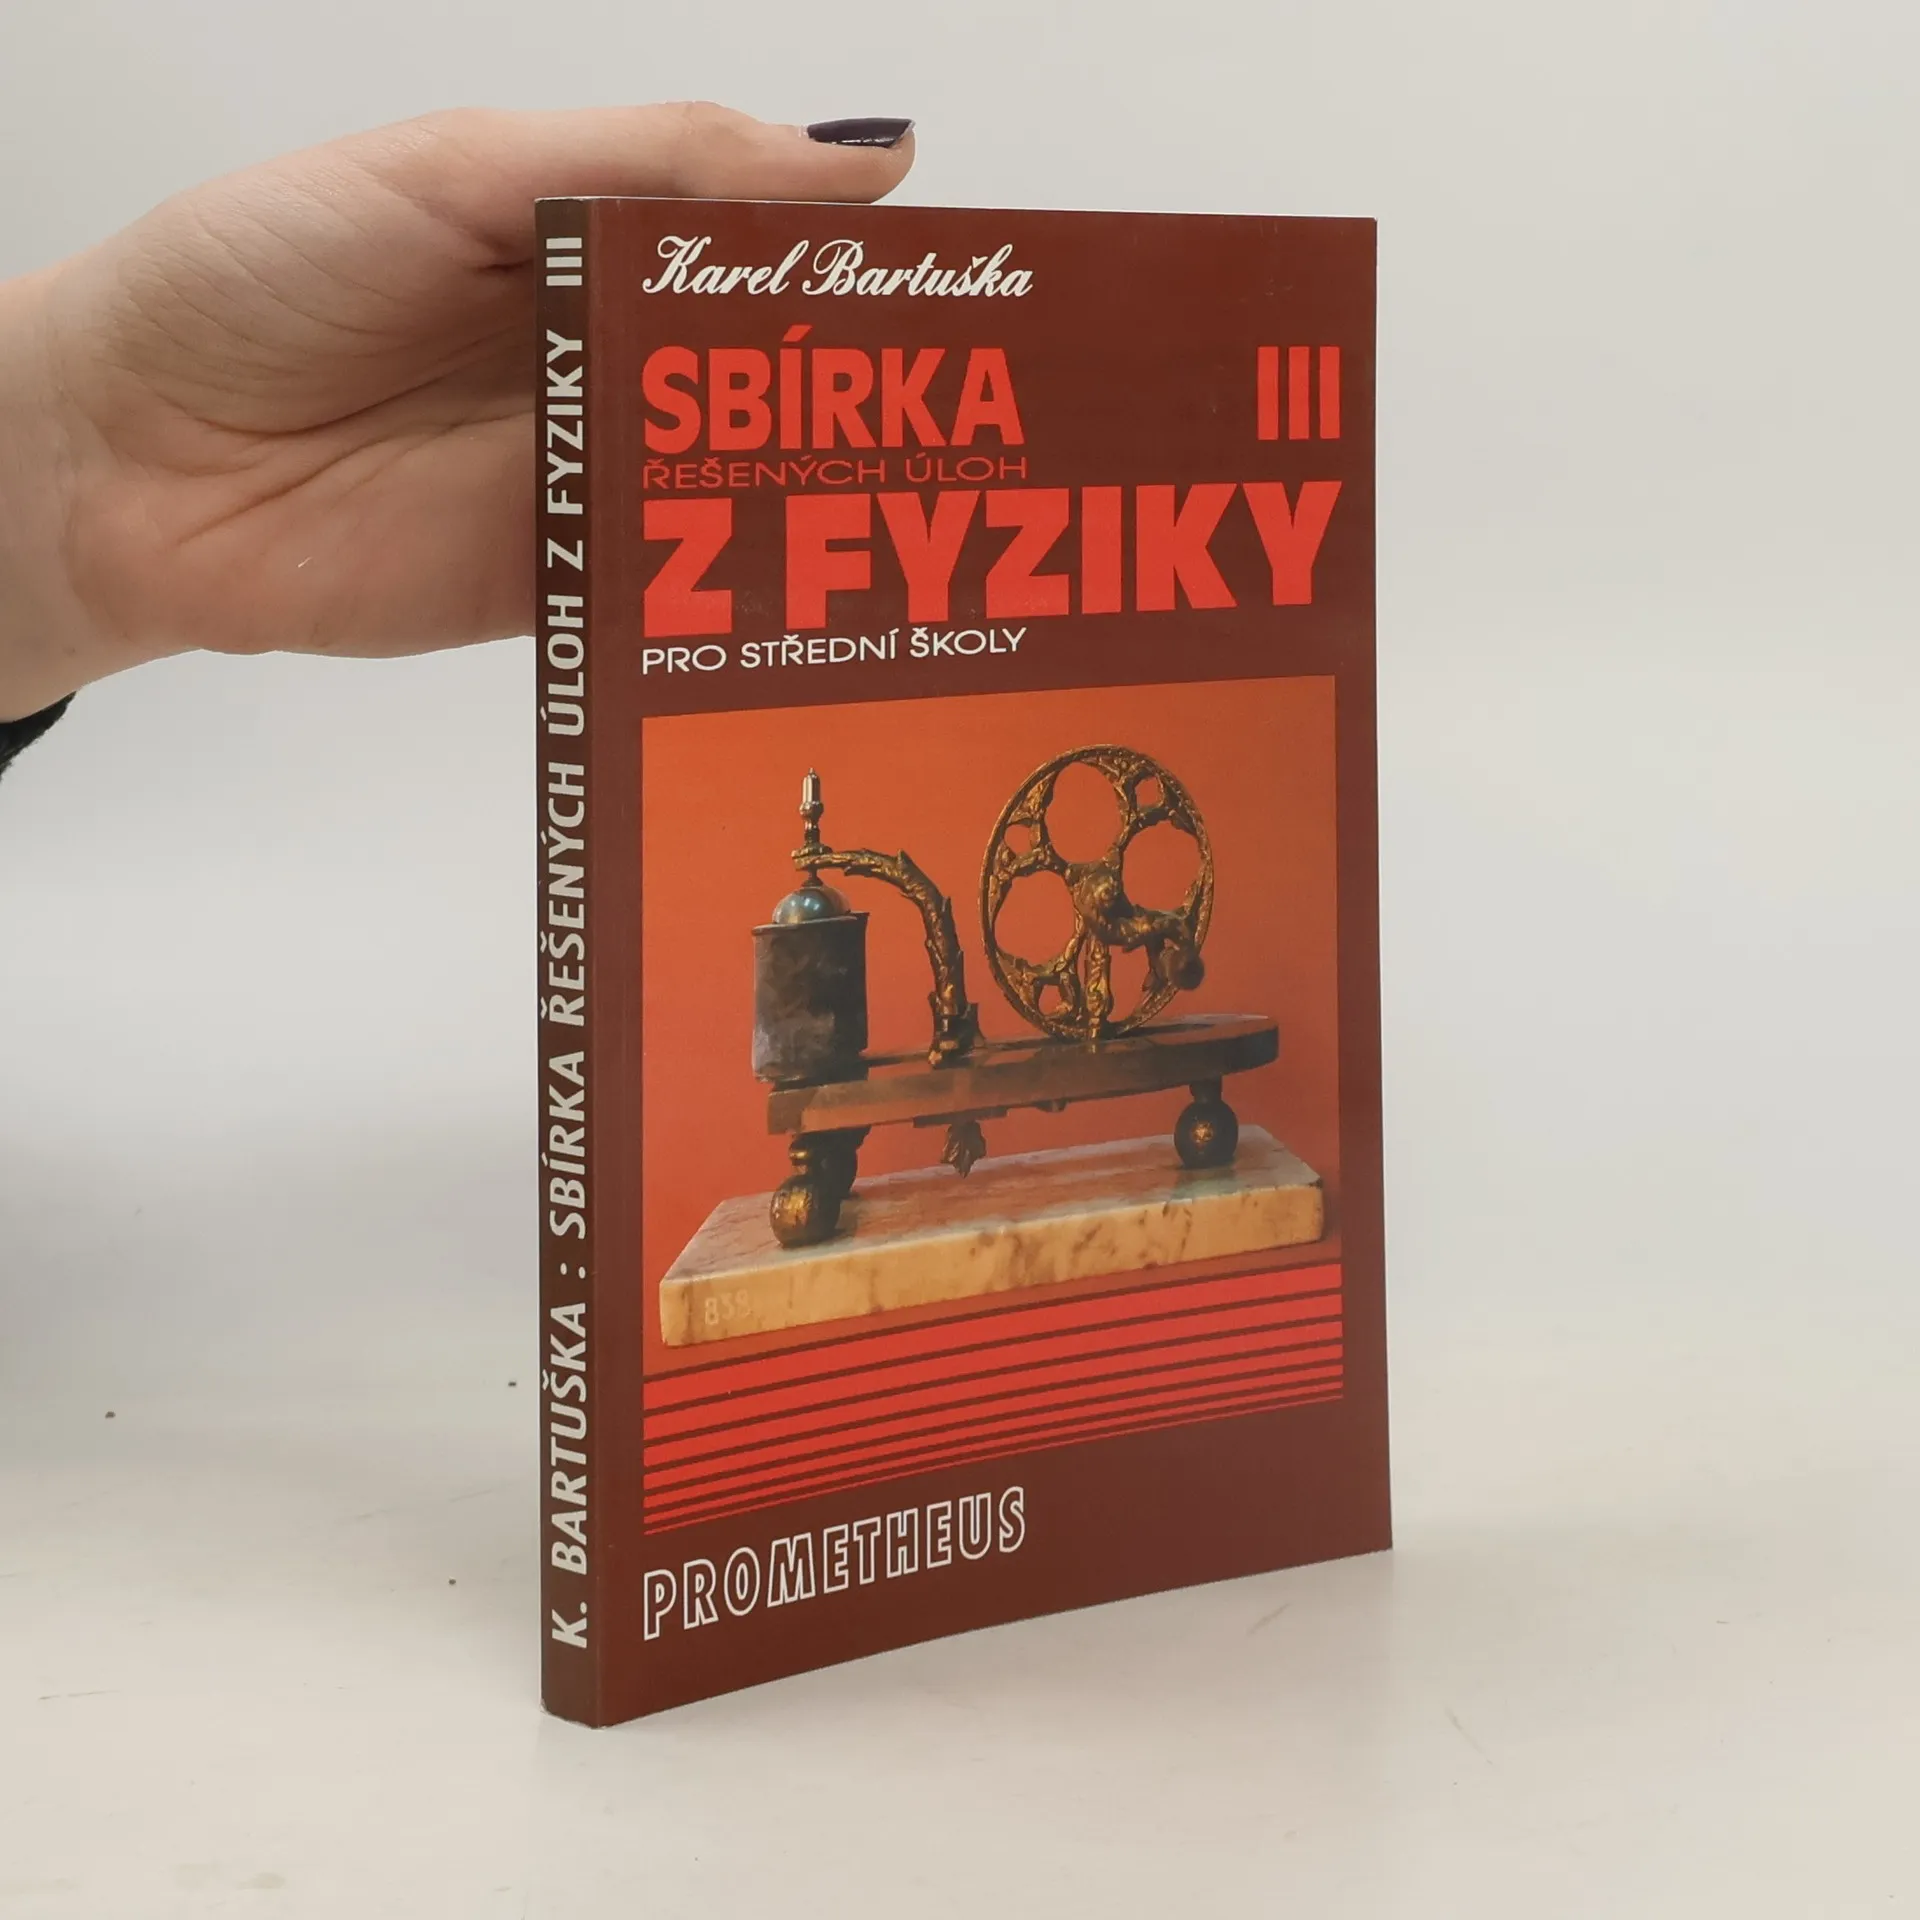 K. BARTUŠKA : SBÍRKA ŘEŠENÝCH ÚLOH Z FYZIKY III
Karel Bartuška
SBÍRKA III
ŘEŠENÝCH ÚLOH
Z FYZIKY
PRO STŘEDNÍ ŠKOLY
838
PROMETHEUS